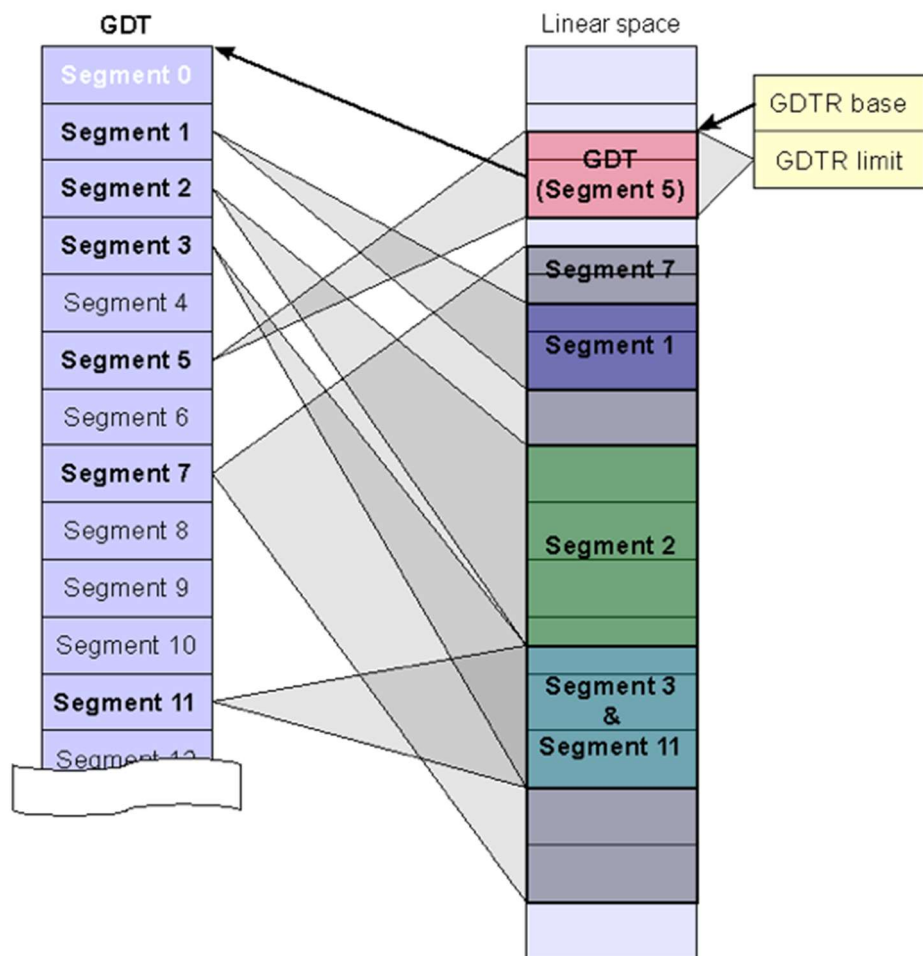 GDT
Segment 0
Segment 1
Segment 2
Segment 3
Segment 4
Segment 5
Segment 6
Segment 7
Segment 8
Segment 9
Segment 10
Segment 11
Segment 12
Linear space
GDT
(Segment 5)
Segment 7
Segment 1
Segment 2
Segment 3
&
Segment 11
GDTR base
GDTR limit